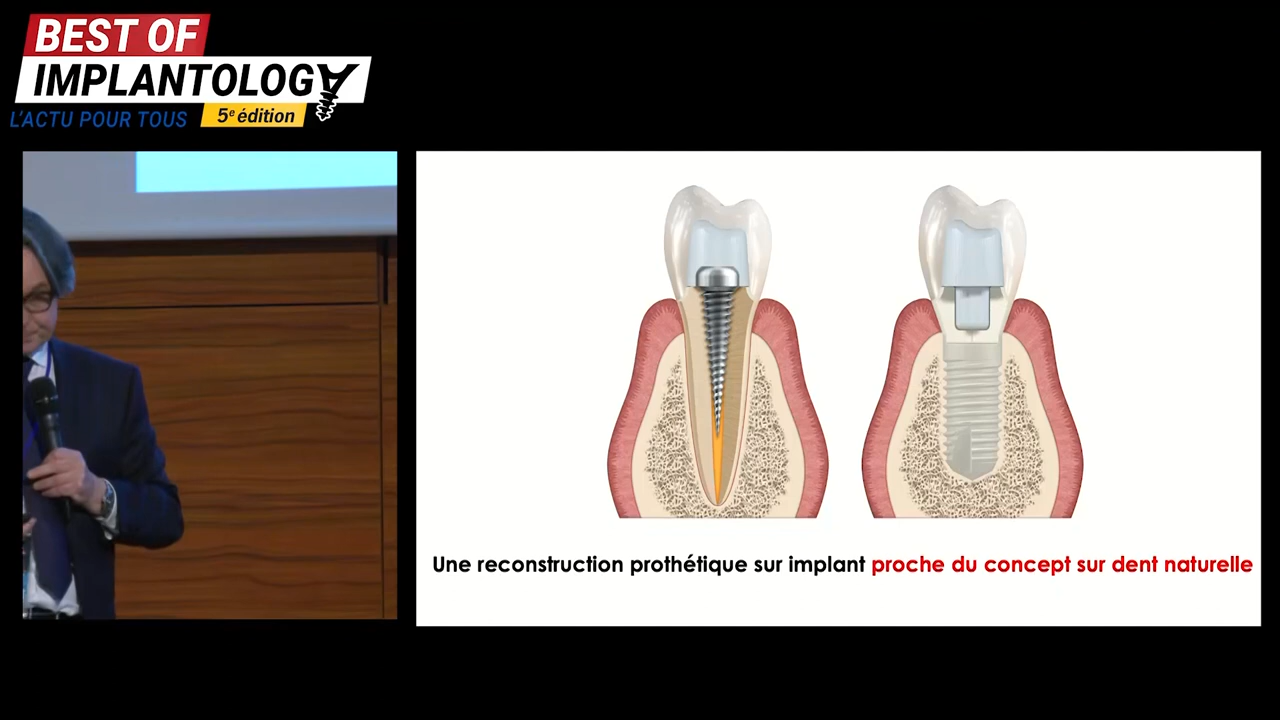 BEST OF
IMPLANTOLOGY
L'ACTU POUR TOUS
5e édition
Une reconstruction prothétique sur implant proche du concept sur dent naturelle